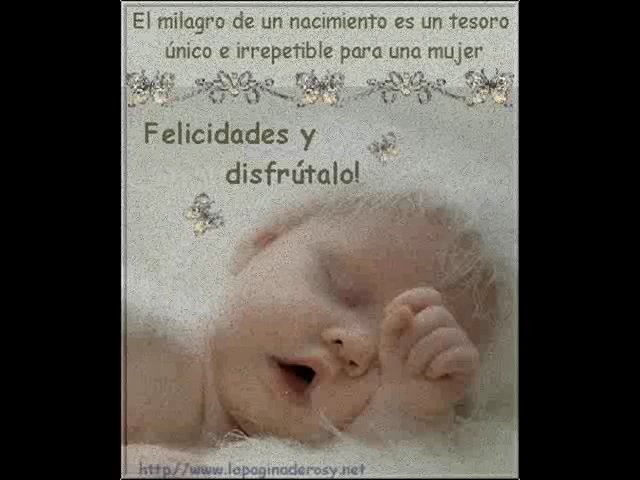 El milagro de un nacimiento es un tesoro
único e irrepetible para una mujer
Felicidades y
disfrútalo!
http//www.lapaginaderosy.net